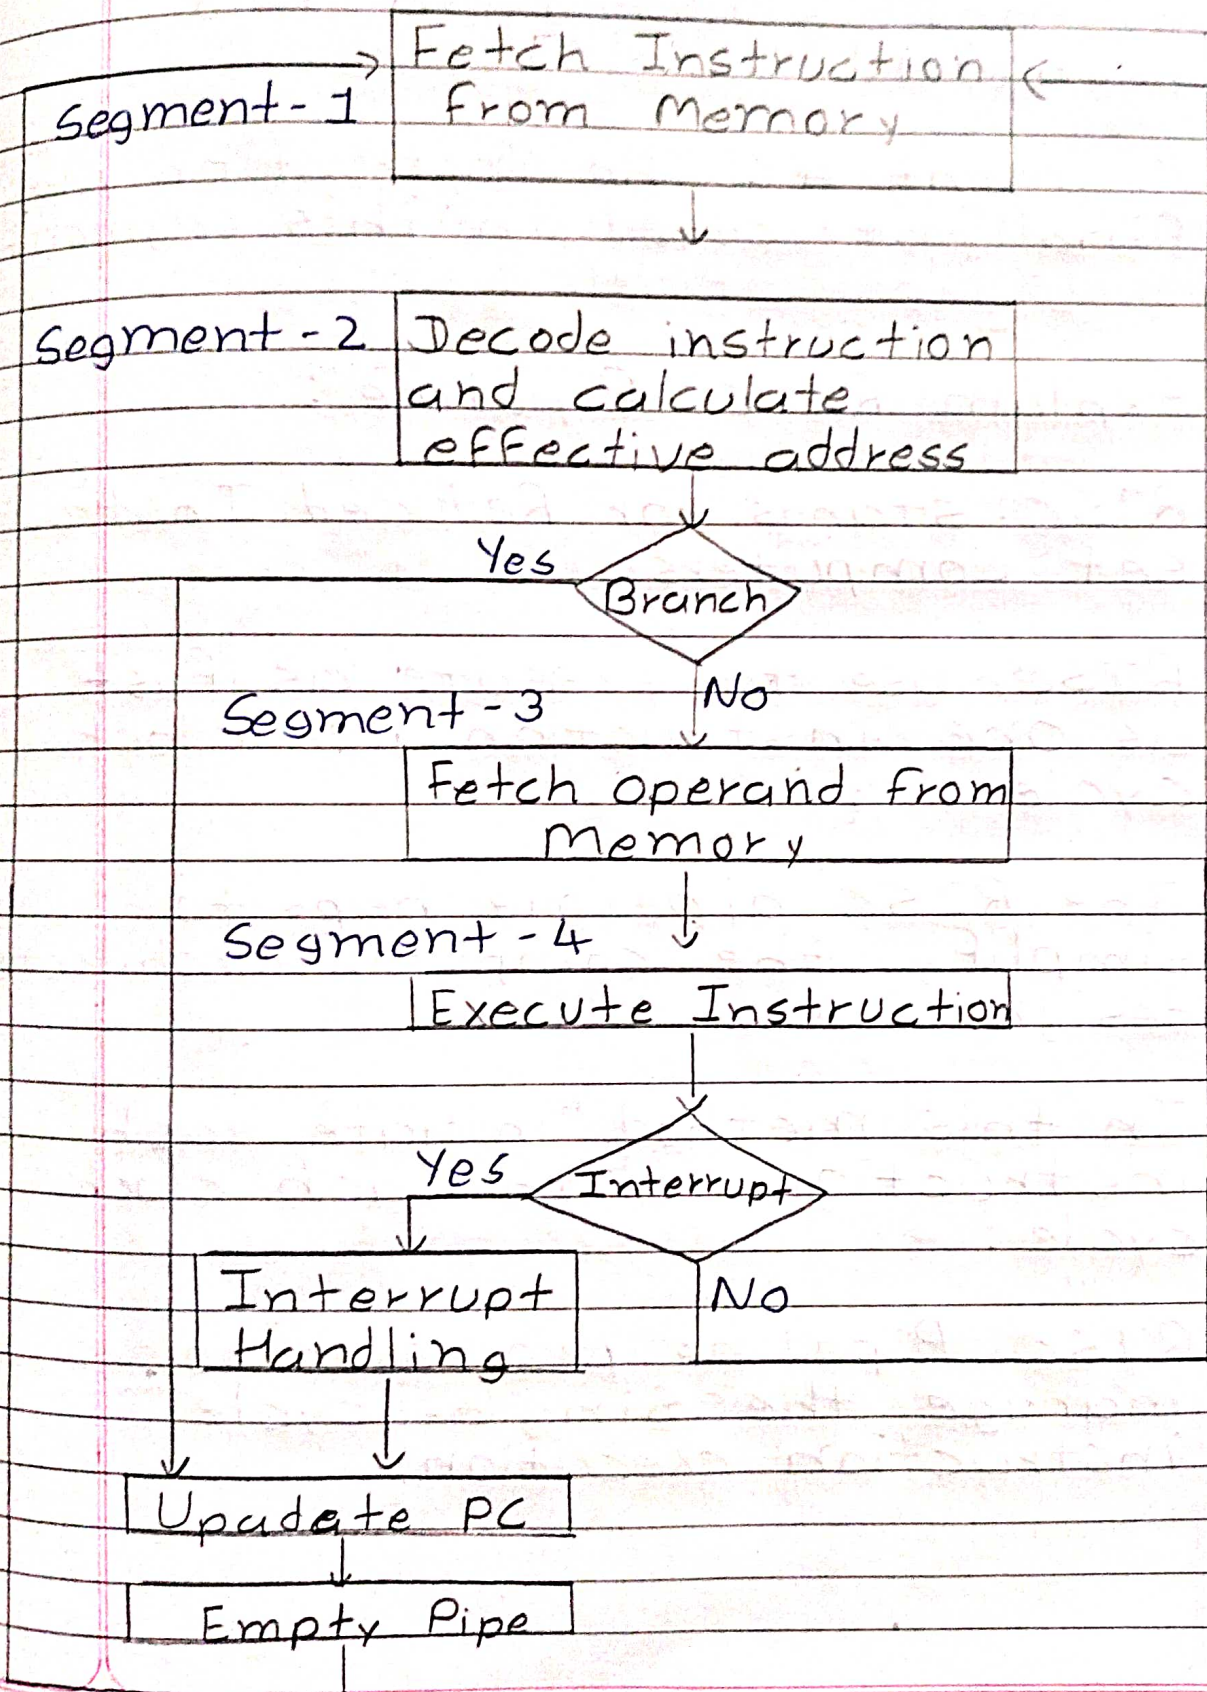 Fetch Instruction
Segment-1 from Memory
Segment-2 Decode instruction
and calculate
effective address
Yes
Branch
No
Segment-3
Fetch operand from
Memory
Segment-4
Execute Instruction
Yes Interrupt
Interrupt No
Handling
Upadate PC
Empty Pipe